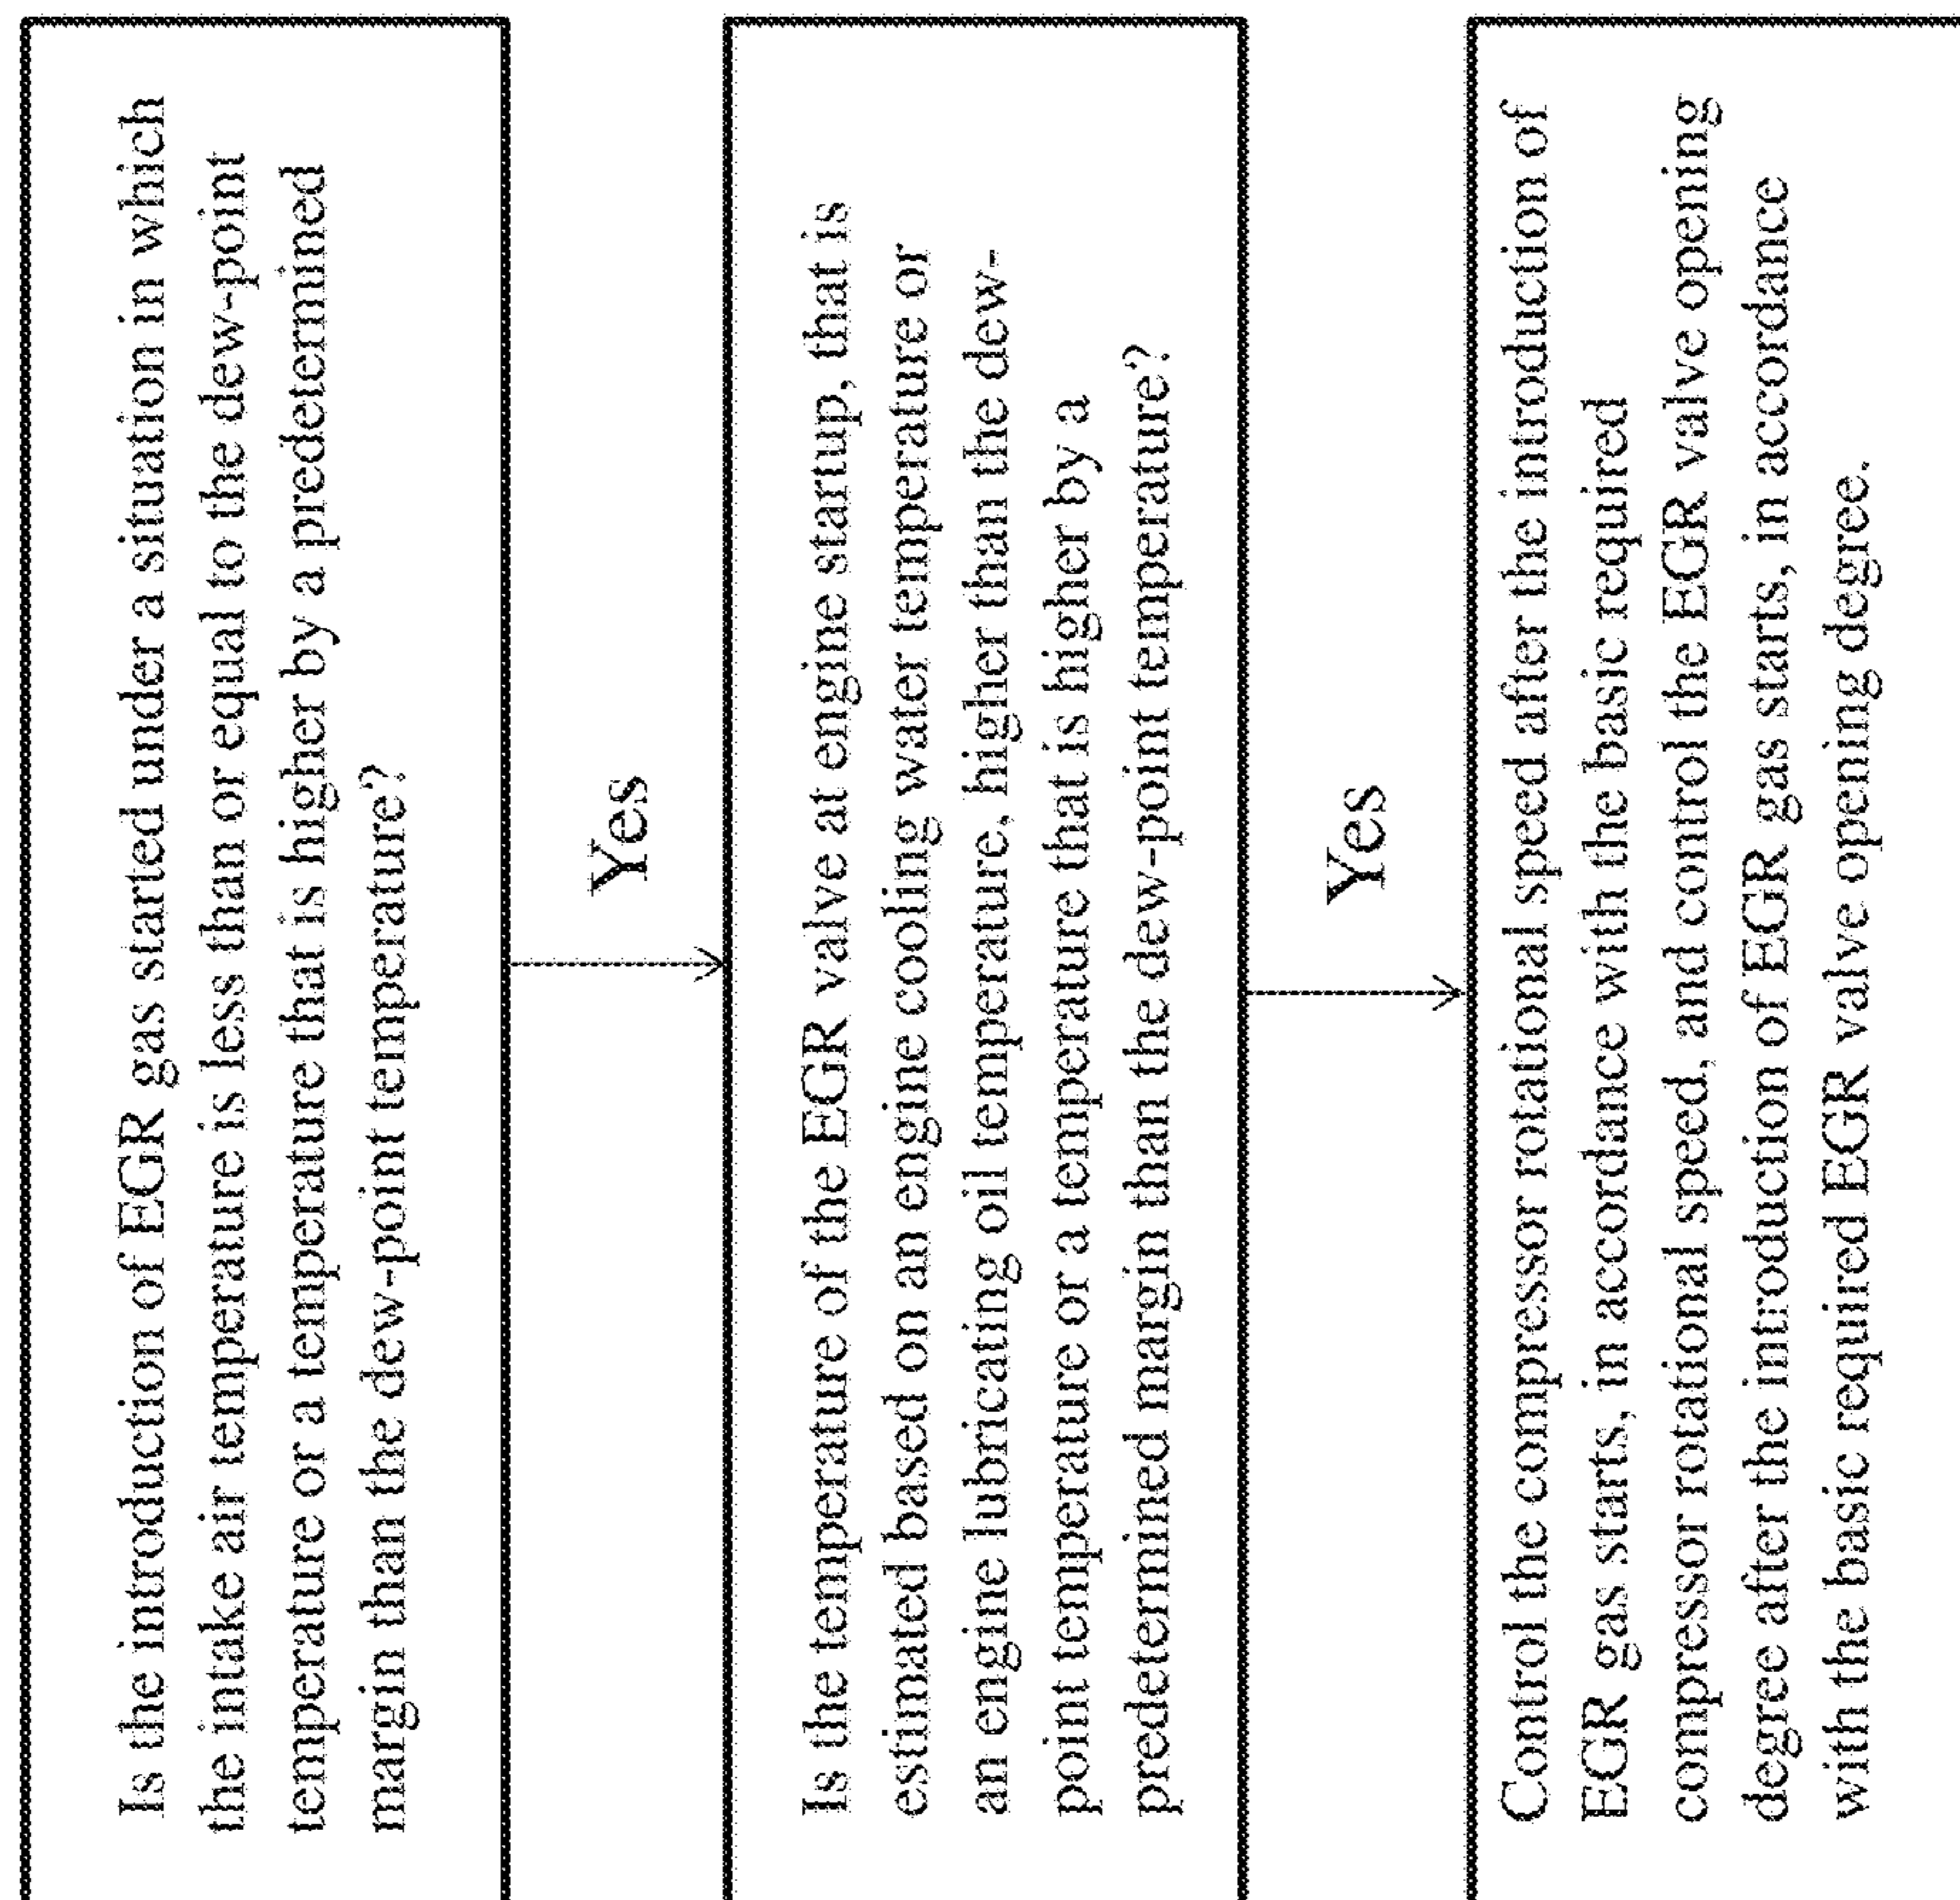 Is the introduction of EGR gas started under a situation in which
the intake air temperature is less than or equal to the dew-point
temperature or a temperature that is higher by a predetermined
margin than the dew-point temperature?
Yes
Is the temperature of the EGR valve at engine startup, that is
estimated based on an engine cooling water temperature or
an engine lubricating oil temperature, higher than the dew-
point temperature or a temperature that is higher by a
predetermined margin than the dew-point temperature?
Yes
Control the compressor rotational speed after the introduction of
EGR gas starts, in accordance with the basic required
compressor rotational speed, and control the EGR valve opening
degree after the introduction of EGR gas starts, in accordance
with the basic required EGR valve opening degree.